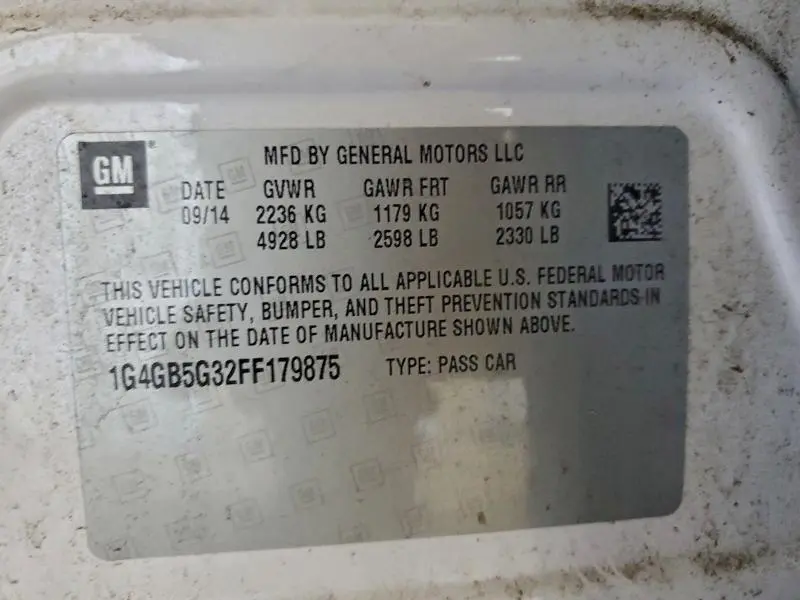 GM
MFD BY GENERAL MOTORS LLC
DATE GVWR GAWR FRT GAWR RR
09/14 2236 KG 1179 KG 1057 KG
4928 LB 2598 LB 2330 LB
THIS VEHICLE CONFORMS TO ALL APPLICABLE U.S. FEDERAL MOTOR
VEHICLE SAFETY, BUMPER, AND THEFT PREVENTION STANDARDS IN
EFFECT ON THE DATE OF MANUFACTURE SHOWN ABOVE.
1G4GB5G32FF179875 TYPE: PASS CAR